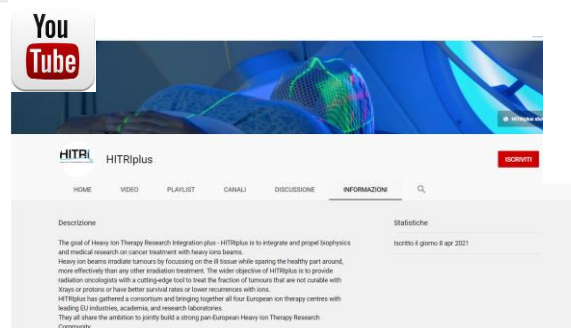 You
Tube
HITRIplus
HITRI
HITRIplus
ISCRIVITI
HOME VIDEO PLAYLIST CANALI DISCUSSIONE INFORMAZIONI
Descrizione
Statistiche
The goal of Heavy Ion Therapy Research Integration plus - HITRIplus is to integrate and propel biophysics
Iscritto il giorno 8 apr 2021
and medical research on cancer treatment with heavy ions beams.
Heavy ion beams irradiate tumours by focussing on the ill tissue while sparing the healthy part around,
more effectively than any other irradiation treatment. The wider objective of HITRIplus is to provide
radiation oncologists with a cutting-edge tool to treat the fraction of tumours that are not curable with
Xrays or protons or have better survival rates or lower recurrences with ions.
HITRIplus has gathered a consortium and bringing together all four European ion therapy centres with
leading EU industries, academia, and research laboratories.
They all share the ambition to jointly build a strong pan-European Heavy Ion Therapy Research
Community.